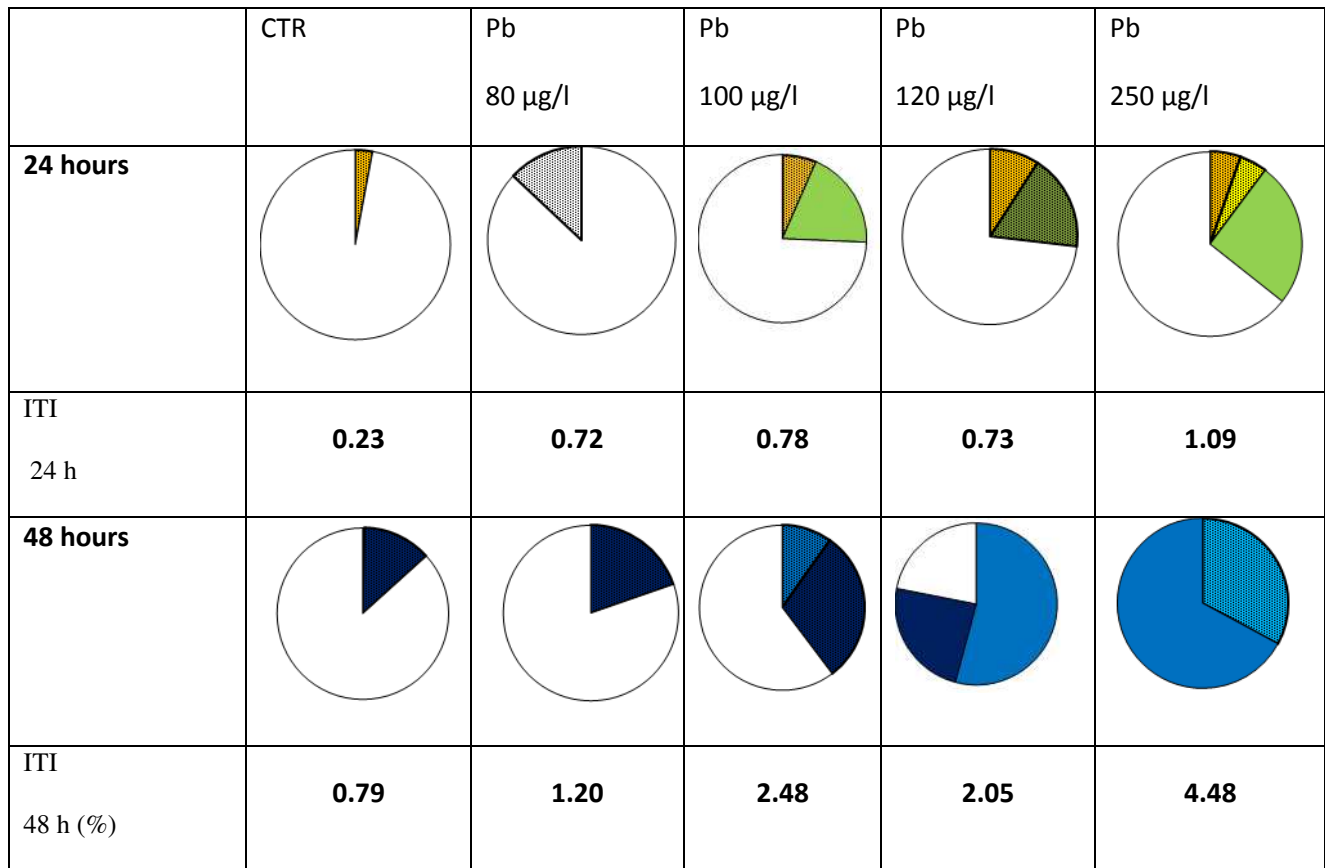 CTR Pb Pb Pb Pb
80 µg/l 100 µg/l 120 µg/l 250 µg/l
24 hours
ITI
24 h
0.23 0.72 0.78 0.73 1.09
48 hours
ITI
48 h (%)
0.79 1.20 2.48 2.05 4.48